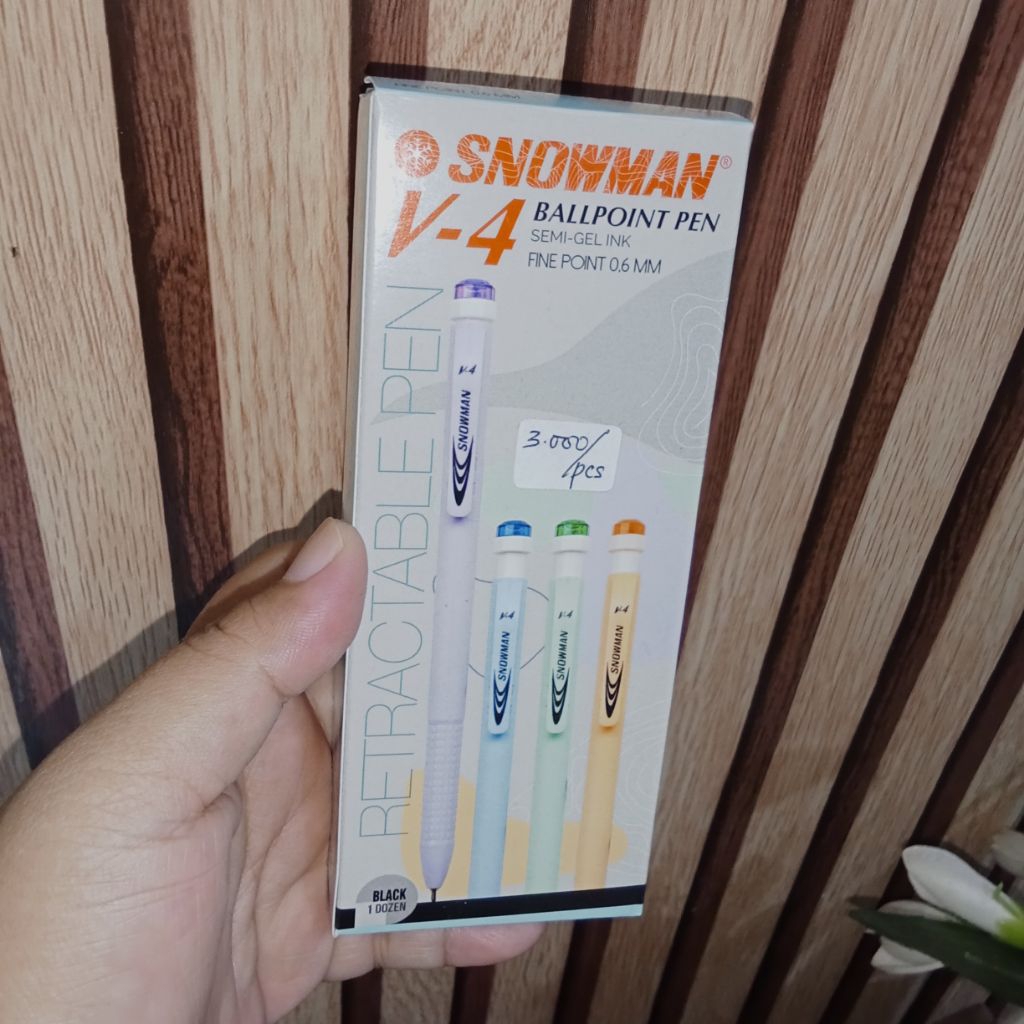 SNOWMAN®
V-4
BALLPOINT PEN
SEMI-GEL INK
FINE POINT 0,6 MM
RETRACTABLE PEN
V-4
SNOWMAN
3.000/
pcs
V-4
SNOWMAN
V-4
SNOWMAN
V-4
SNOWMAN
BLACK
1 DOZEN